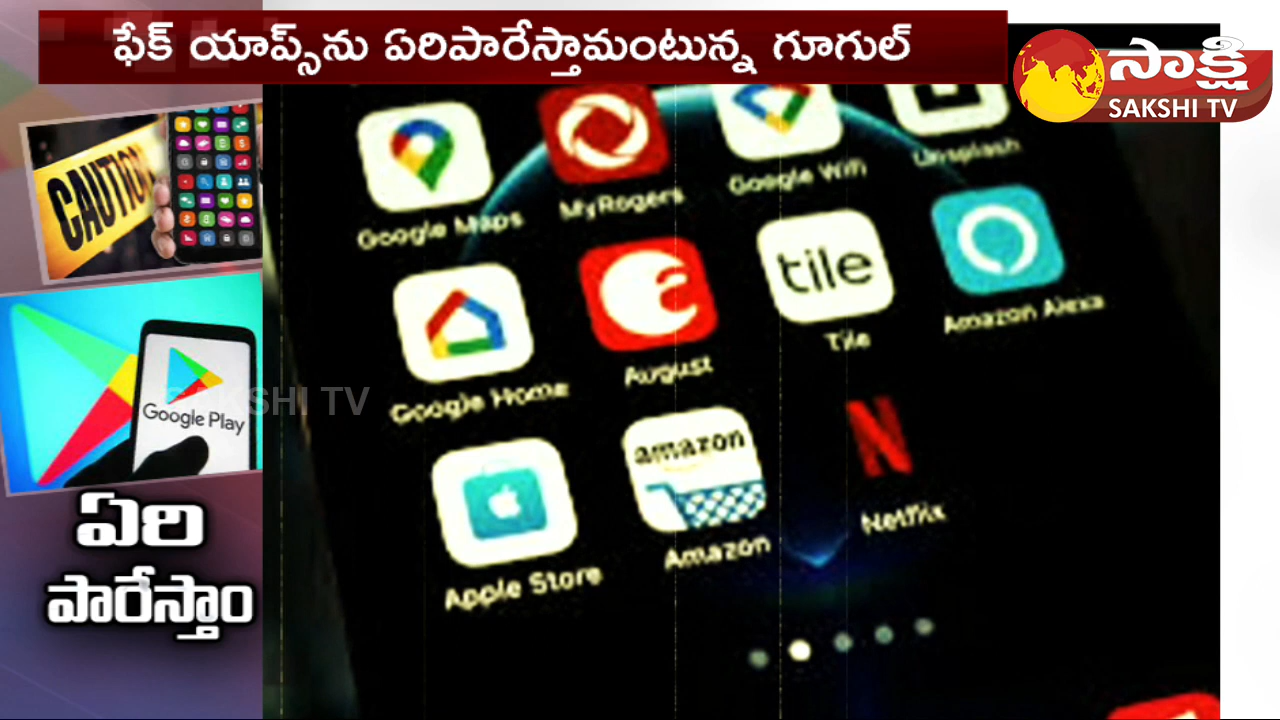 ఫేక్ యాప్స్‌ను ఏరిపారేస్తామంటున్న గూగుల్
సాక్షి
SAKSHI TV
CAUTION
Google Maps
MyRogers
Google Wifi
Unsplash
tile
Google Home
August
Tile
Amazon Alexa
Google Play
SAKSHI TV
amazon
Apple Store
Amazon
Netflix
ఏరి
పారేస్తాం